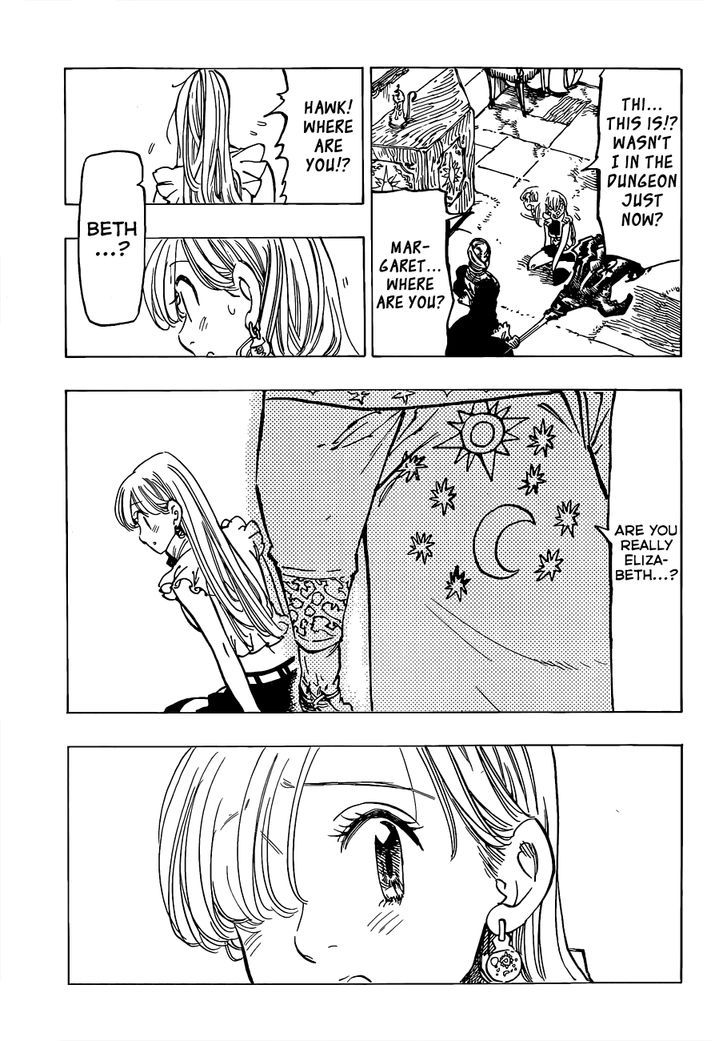 THI...
THIS IS!?
WASN'T
I IN THE
DUNGEON
JUST
NOW?
MAR-
GARET...
WHERE
ARE YOU?
HAWK!
WHERE
ARE
YOU!?
BETH
...?
ARE YOU
REALLY
ELIZA-
BETH...?